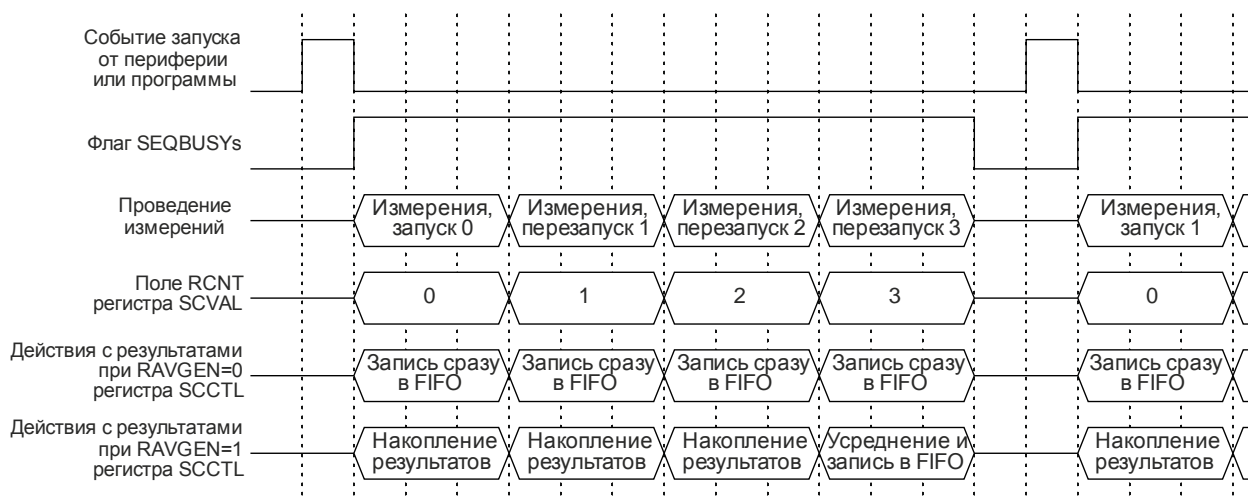 Событие запуска
от периферии
или программы
Флаг SEQBUSYs
Проведение
измерений
Измерения,
запуск 0
Измерения,
перезапуск 1
Измерения,
перезапуск 2
Измерения,
перезапуск 3
Измерения,
запуск 1
Поле RCNT
регистра SCVAL
0
1
2
3
0
Действия с результатами
при RAVGEN=0
регистра SCCTL
Запись сразу
в FIFO
Запись сразу
в FIFO
Запись сразу
в FIFO
Запись сразу
в FIFO
Запись сразу
в FIFO
Действия с результатами
при RAVGEN=1
регистра SCCTL
Накопление
результатов
Накопление
результатов
Накопление
результатов
Усреднение и
запись в FIFO
Накопление
результатов